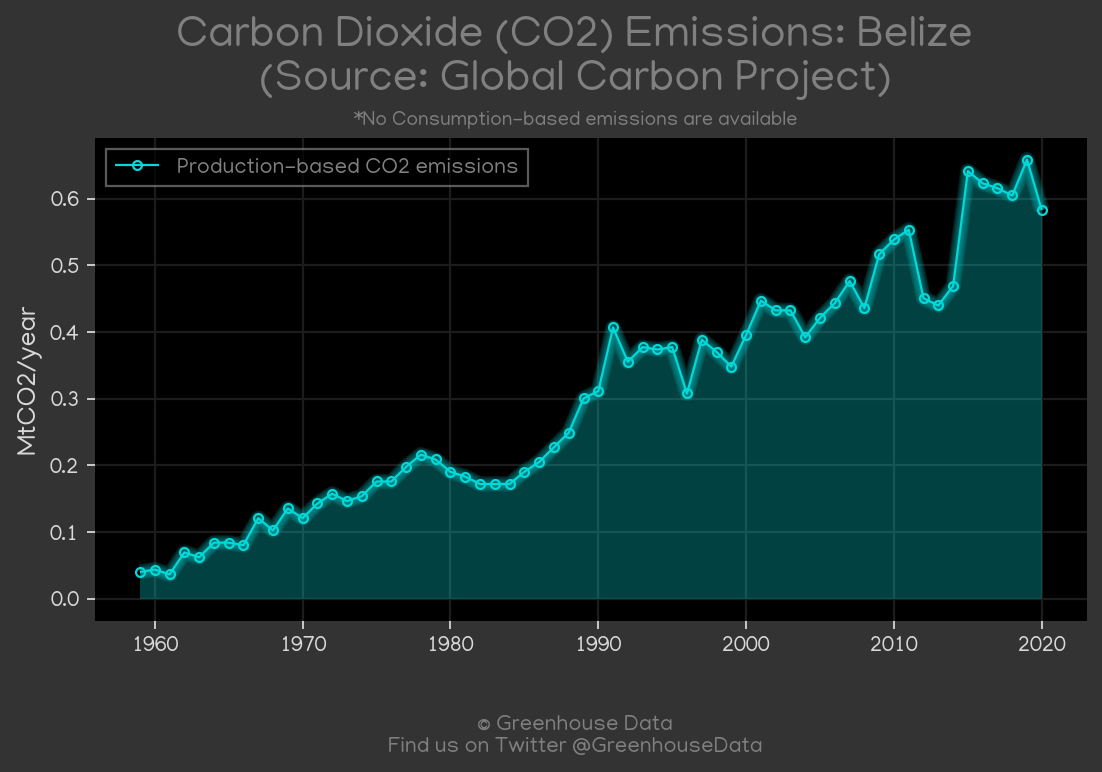 Carbon Dioxide (CO2) Emissions: Belize
(Source: Global Carbon Project)
*No Consumption-based emissions are available
Production-based CO2 emissions
MtCO2/year
0.6
0.5
0.4
0.3
0.2
0.1
0.0
1960 1970 1980 1990 2000 2010 2020
© Greenhouse Data
Find us on Twitter @GreenhouseData